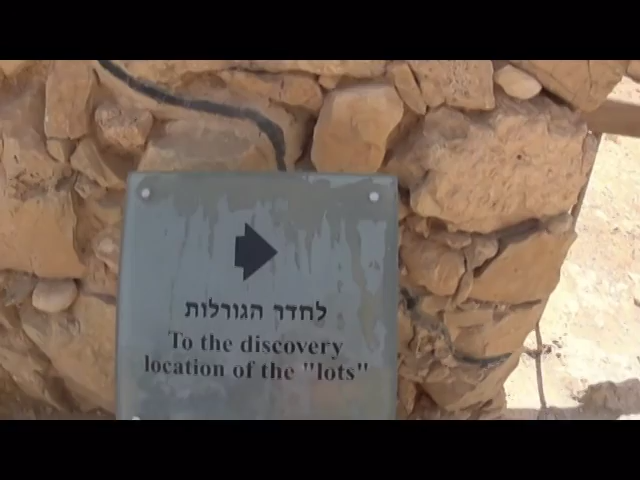 לחדר הגורלות
To the discovery
location of the "lots"